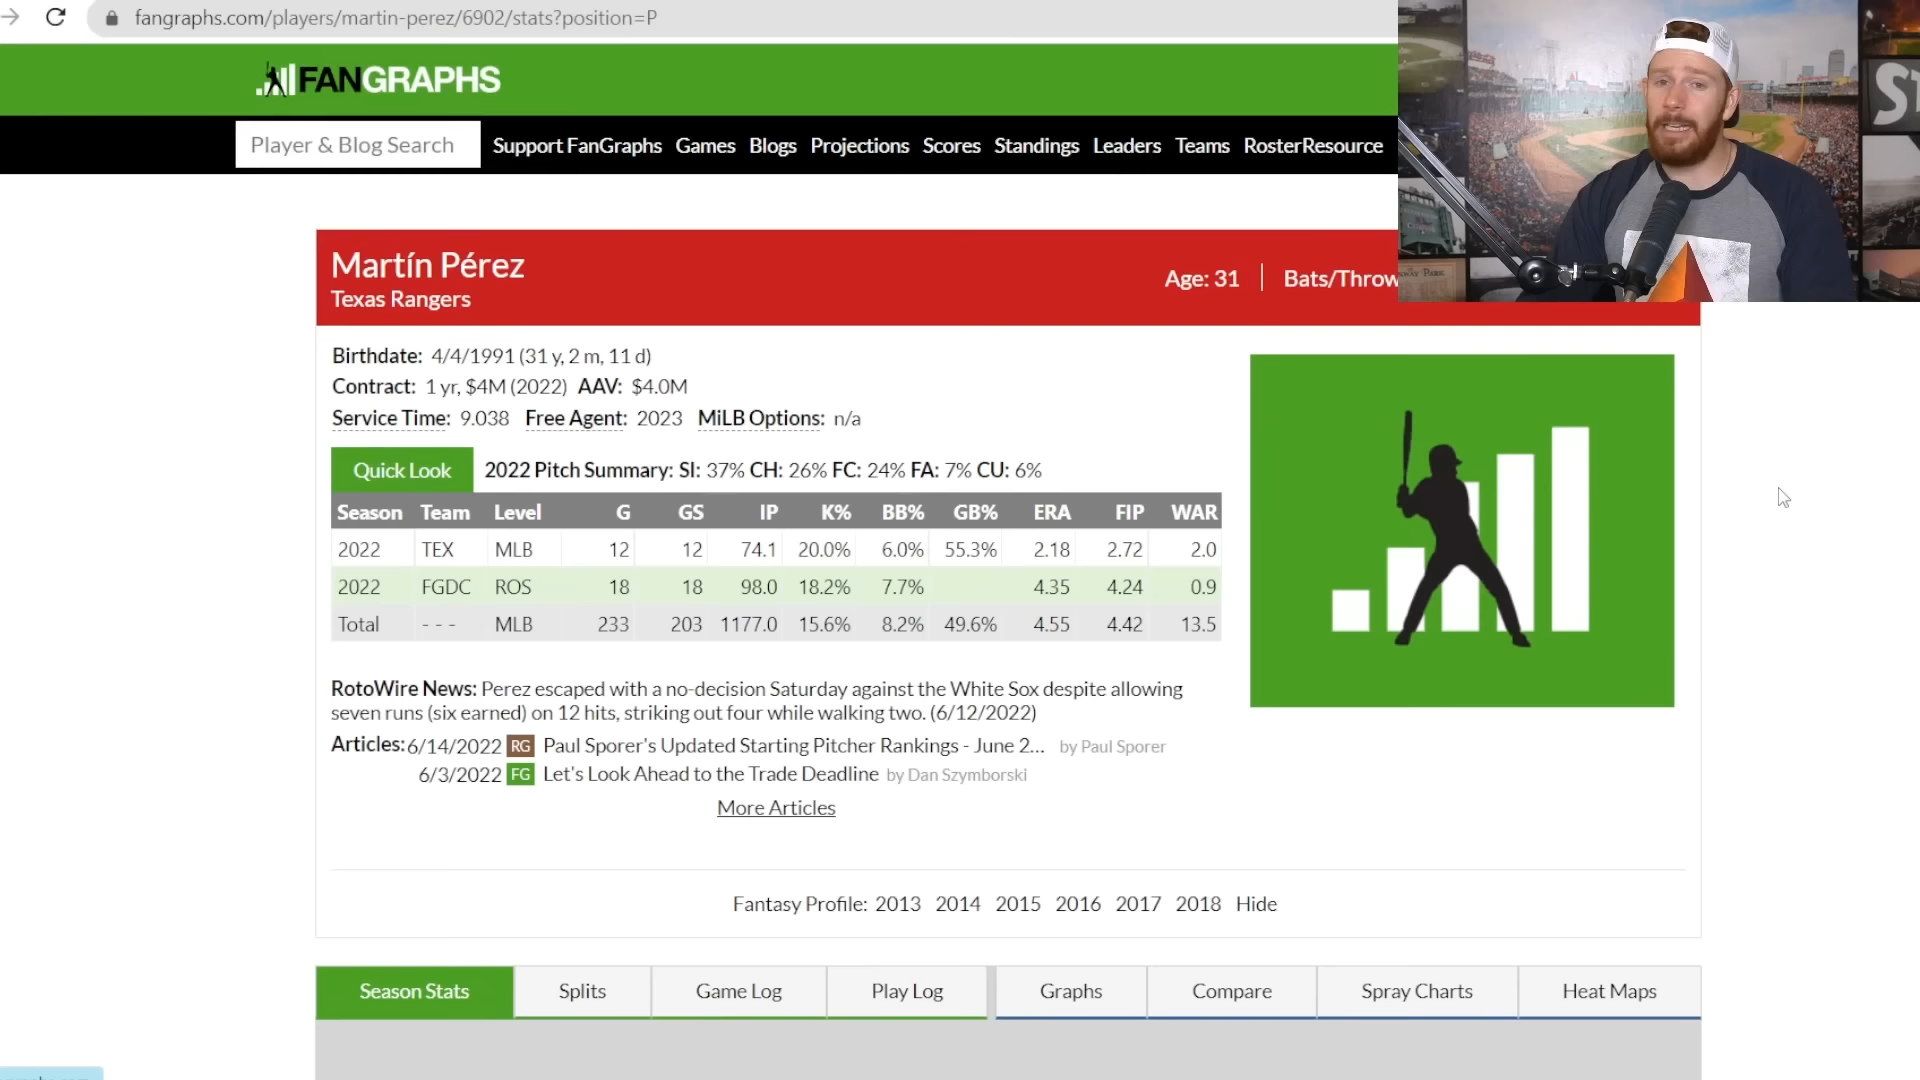 fangraphs.com/players/martin-perez/6902/stats?position=P
FANGRAPHS
Player & Blog Search Support FanGraphs Games Blogs Projections Scores Standings Leaders Teams RosterResource
Martín Pérez
Texas Rangers
Age: 31 Bats/Throw
Birthdate: 4/4/1991 (31 y, 2 m, 11 d)
Contract: 1 yr, $4M (2022) AAV: $4.0M
Service Time: 9.038 Free Agent: 2023 MiLB Options: n/a
Quick Look 2022 Pitch Summary: SI: 37% CH: 26% FC: 24% FA: 7% CU: 6%
Season Team Level G GS IP K% BB% GB% ERA FIP WAR
2022 TEX MLB 12 12 74.1 20.0% 6.0% 55.3% 2.18 2.72 2.0
2022 FGDC ROS 18 18 98.0 18.2% 7.7% 4.35 4.24 0.9
Total - - - MLB 233 203 1177.0 15.6% 8.2% 49.6% 4.55 4.42 13.5
RotoWire News: Perez escaped with a no-decision Saturday against the White Sox despite allowing
seven runs (six earned) on 12 hits, striking out four while walking two. (6/12/2022)
Articles: 6/14/2022 RG Paul Sporer's Updated Starting Pitcher Rankings - June 2... by Paul Sporer
6/3/2022 FG Let's Look Ahead to the Trade Deadline by Dan Szymborski
More Articles
Fantasy Profile: 2013 2014 2015 2016 2017 2018 Hide
Season Stats Splits Game Log Play Log Graphs Compare Spray Charts Heat Maps